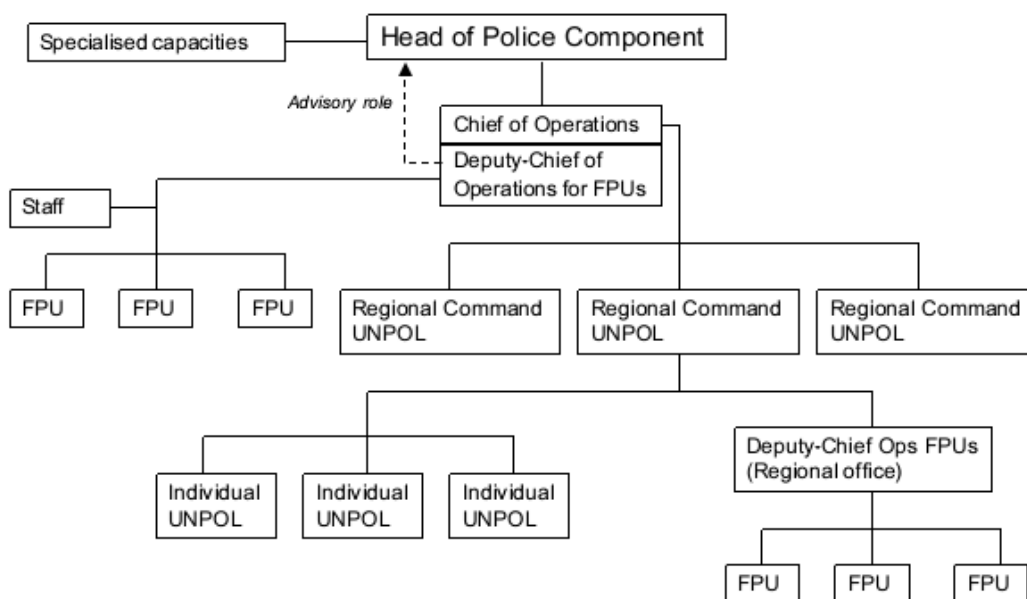 Specialised capacities
Head of Police Component
Advisory role
Chief of Operations
Deputy-Chief of
Operations for FPUs
Staff
FPU
FPU
FPU
Regional Command
UNPOL
Regional Command
UNPOL
Regional Command
UNPOL
Deputy-Chief Ops FPUs
(Regional office)
Individual
UNPOL
Individual
UNPOL
Individual
UNPOL
FPU
FPU
FPU